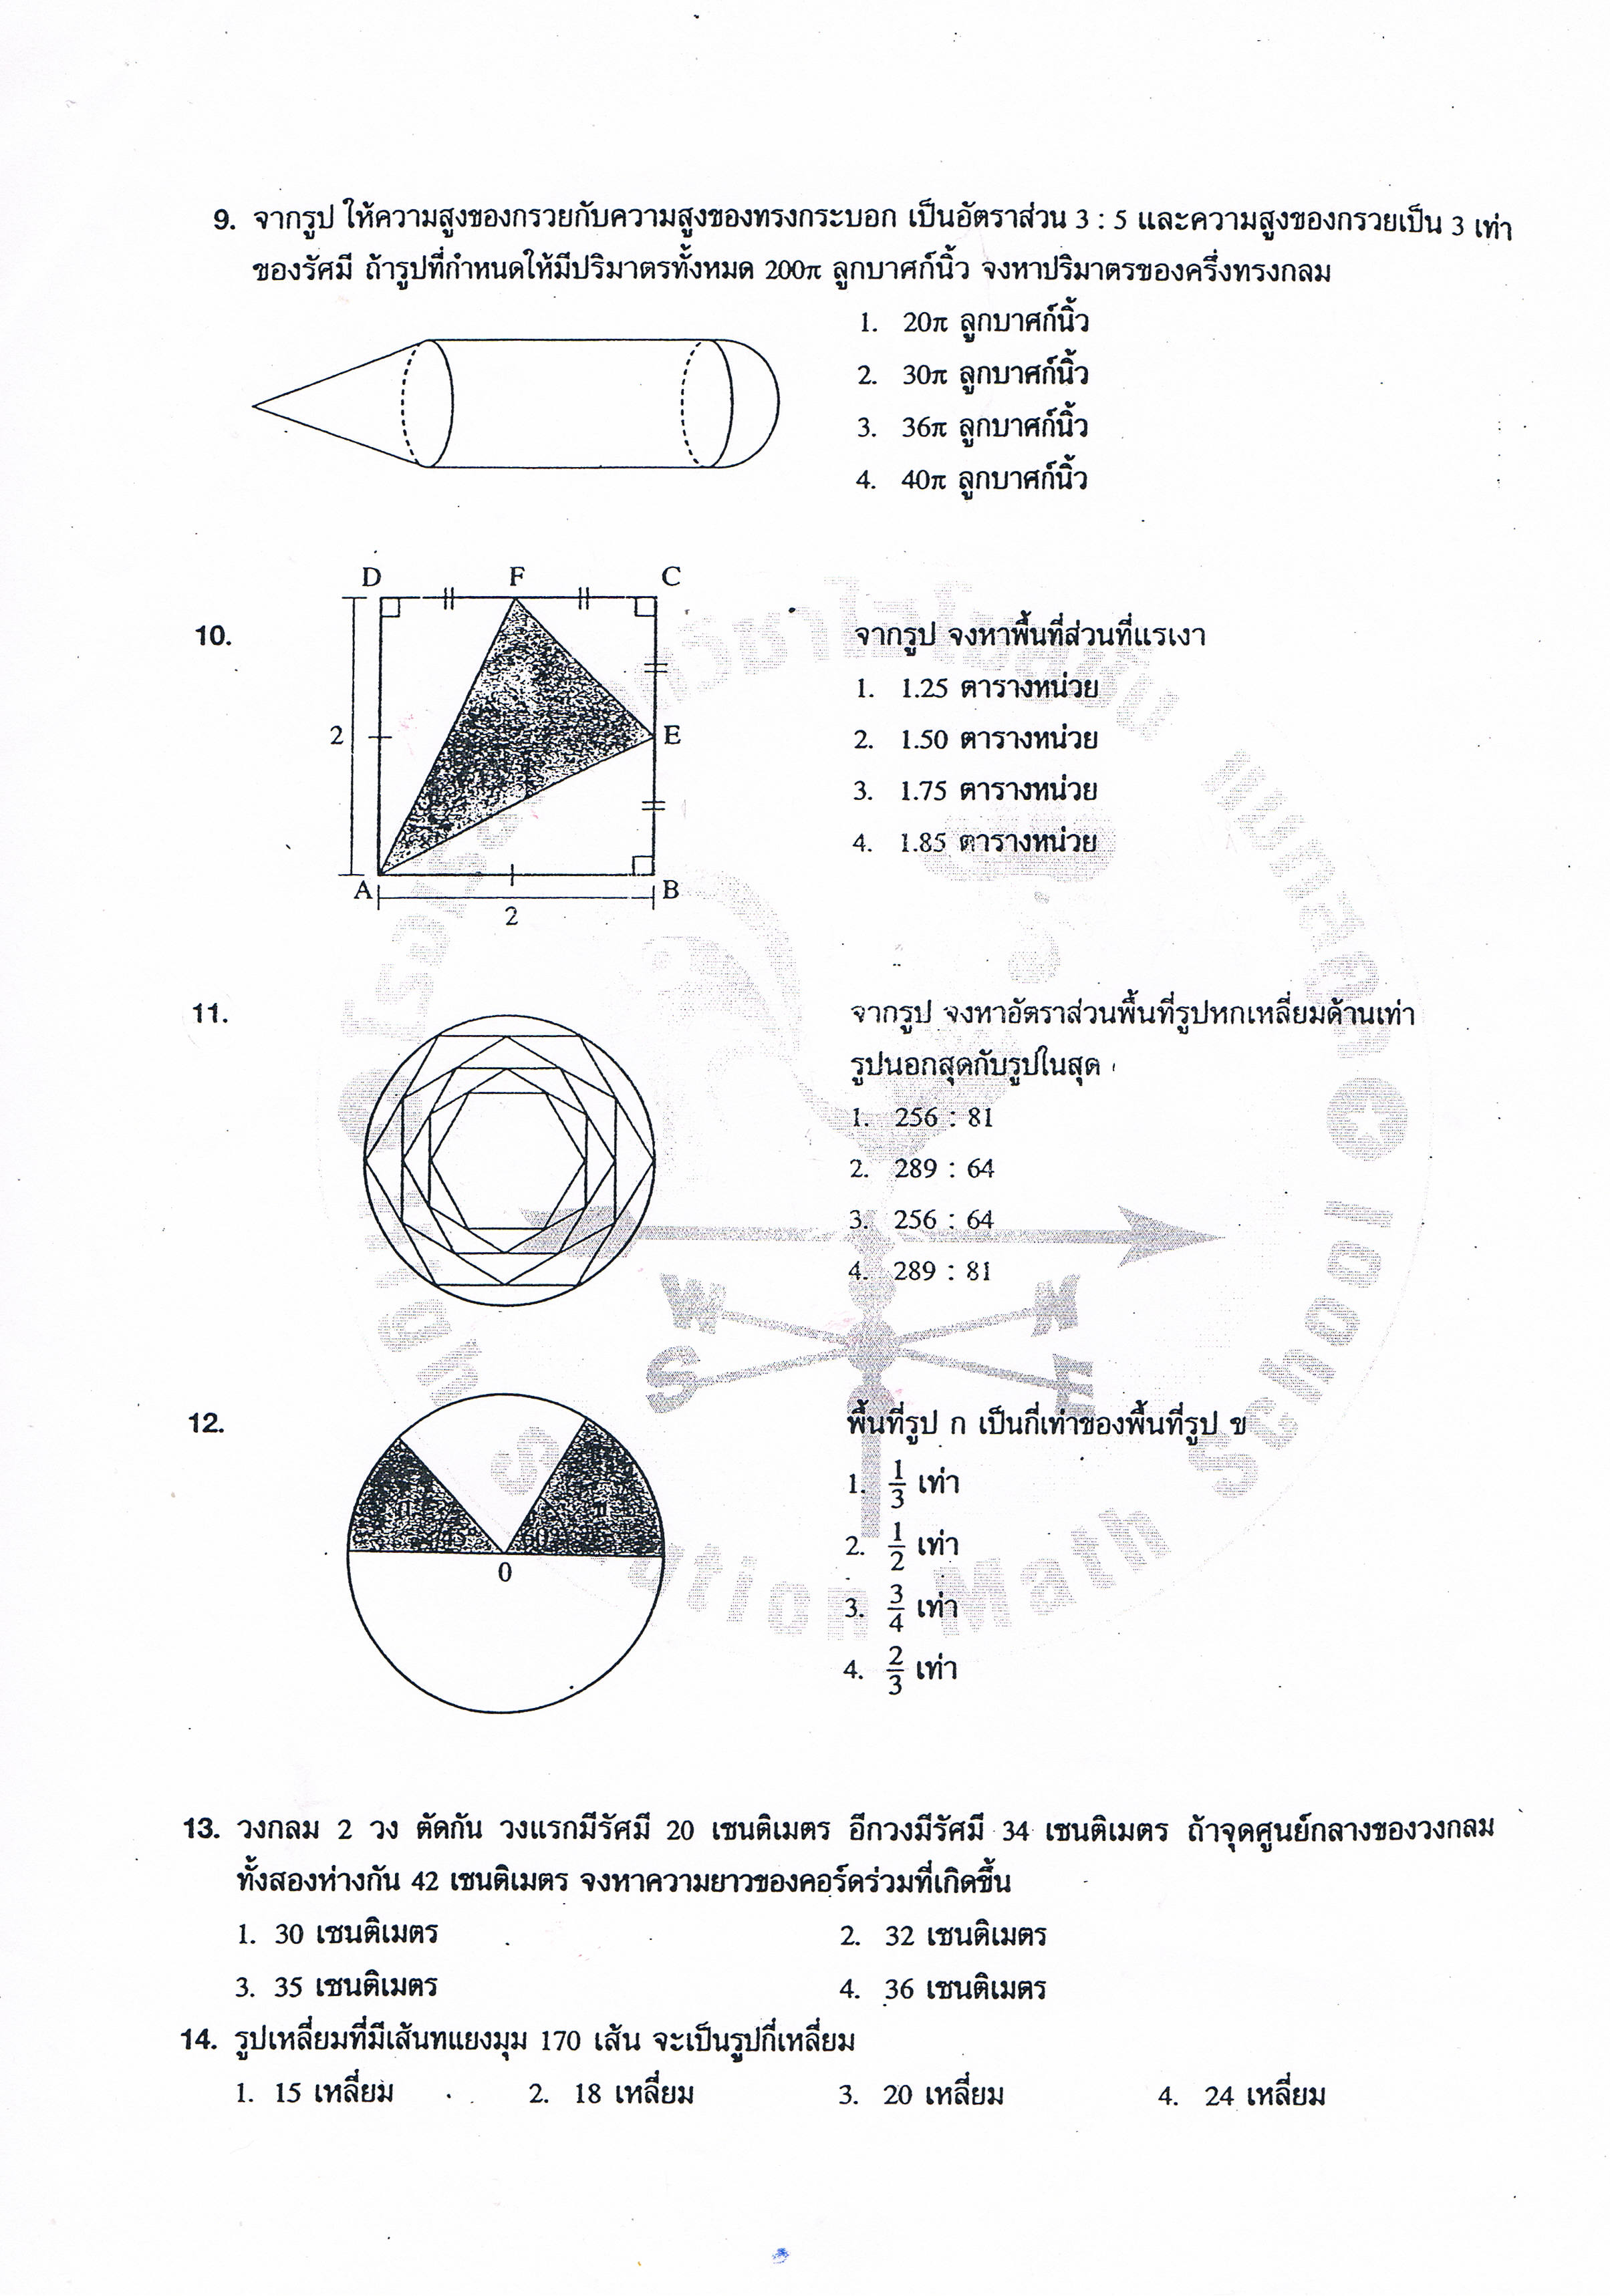 9. จากรูป ให้ความสูงของกรวยกับความสูงของทรงกระบอก เป็นอัตราส่วน 3 : 5 และความสูงของกรวยเป็น 3 เท่า
ของรัศมี ถ้ารูปที่กำหนดให้มีปริมาตรทั้งหมด 200π ลูกบาศก์นิ้ว จงหาปริมาตรของครึ่งทรงกลม
1. 20π ลูกบาศก์นิ้ว
2. 30π ลูกบาศก์นิ้ว
3. 36π ลูกบาศก์นิ้ว
4. 40π ลูกบาศก์นิ้ว
D F C
10. จากรูป จงหาพื้นที่ส่วนที่แรเงา
1. 1.25 ตารางหน่วย
2 E
2. 1.50 ตารางหน่วย
3. 1.75 ตารางหน่วย
4. 1.85 ตารางหน่วย
A B
2
11. จากรูป จงหาอัตราส่วนพื้นที่รูปหกเหลี่ยมด้านเท่า
รูปนอกสุดกับรูปในสุด
1. 256 : 81
2. 289 : 64
3. 256 : 64
4. 289 : 81
W N
S E
12. พื้นที่รูป ก เป็นกี่เท่าของพื้นที่รูป ข
1. 1/3 เท่า
2. 1/2 เท่า
0
3. 3/4 เท่า
4. 2/3 เท่า
13. วงกลม 2 วง ตัดกัน วงแรกมีรัศมี 20 เซนติเมตร อีกวงมีรัศมี 34 เซนติเมตร ถ้าจุดศูนย์กลางของวงกลม
ทั้งสองห่างกัน 42 เซนติเมตร จงหาความยาวของคอร์ดร่วมที่เกิดขึ้น
1. 30 เซนติเมตร 2. 32 เซนติเมตร
3. 35 เซนติเมตร 4. 36 เซนติเมตร
14. รูปเหลี่ยมที่มีเส้นทแยงมุม 170 เส้น จะเป็นรูปกี่เหลี่ยม
1. 15 เหลี่ยม 2. 18 เหลี่ยม 3. 20 เหลี่ยม 4. 24 เหลี่ยม